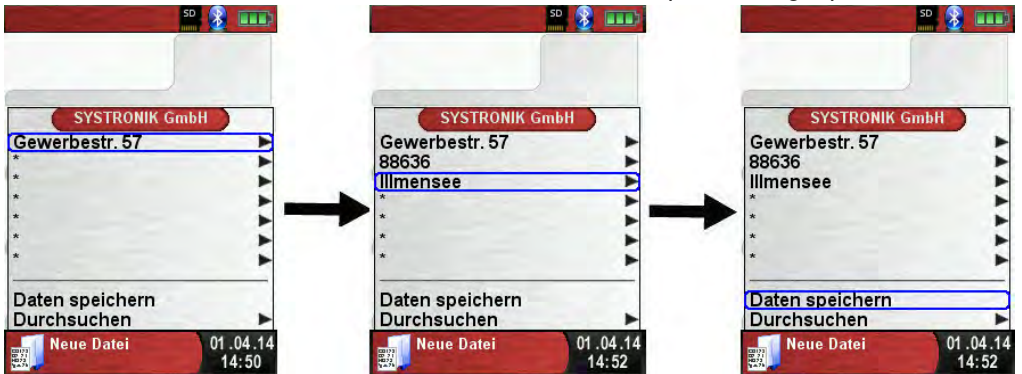 SD
SYSTRONIK GmbH
Gewerbestr. 57
*
*
*
*
*
*
Daten speichern
Durchsuchen
Neue Datei
01.04.14
14:50
SD
SYSTRONIK GmbH
Gewerbestr. 57
88636
Illmensee
*
*
*
*
Daten speichern
Durchsuchen
Neue Datei
01.04.14
14:52
SD
SYSTRONIK GmbH
Gewerbestr. 57
88636
Illmensee
*
*
*
*
Daten speichern
Durchsuchen
Neue Datei
01.04.14
14:52